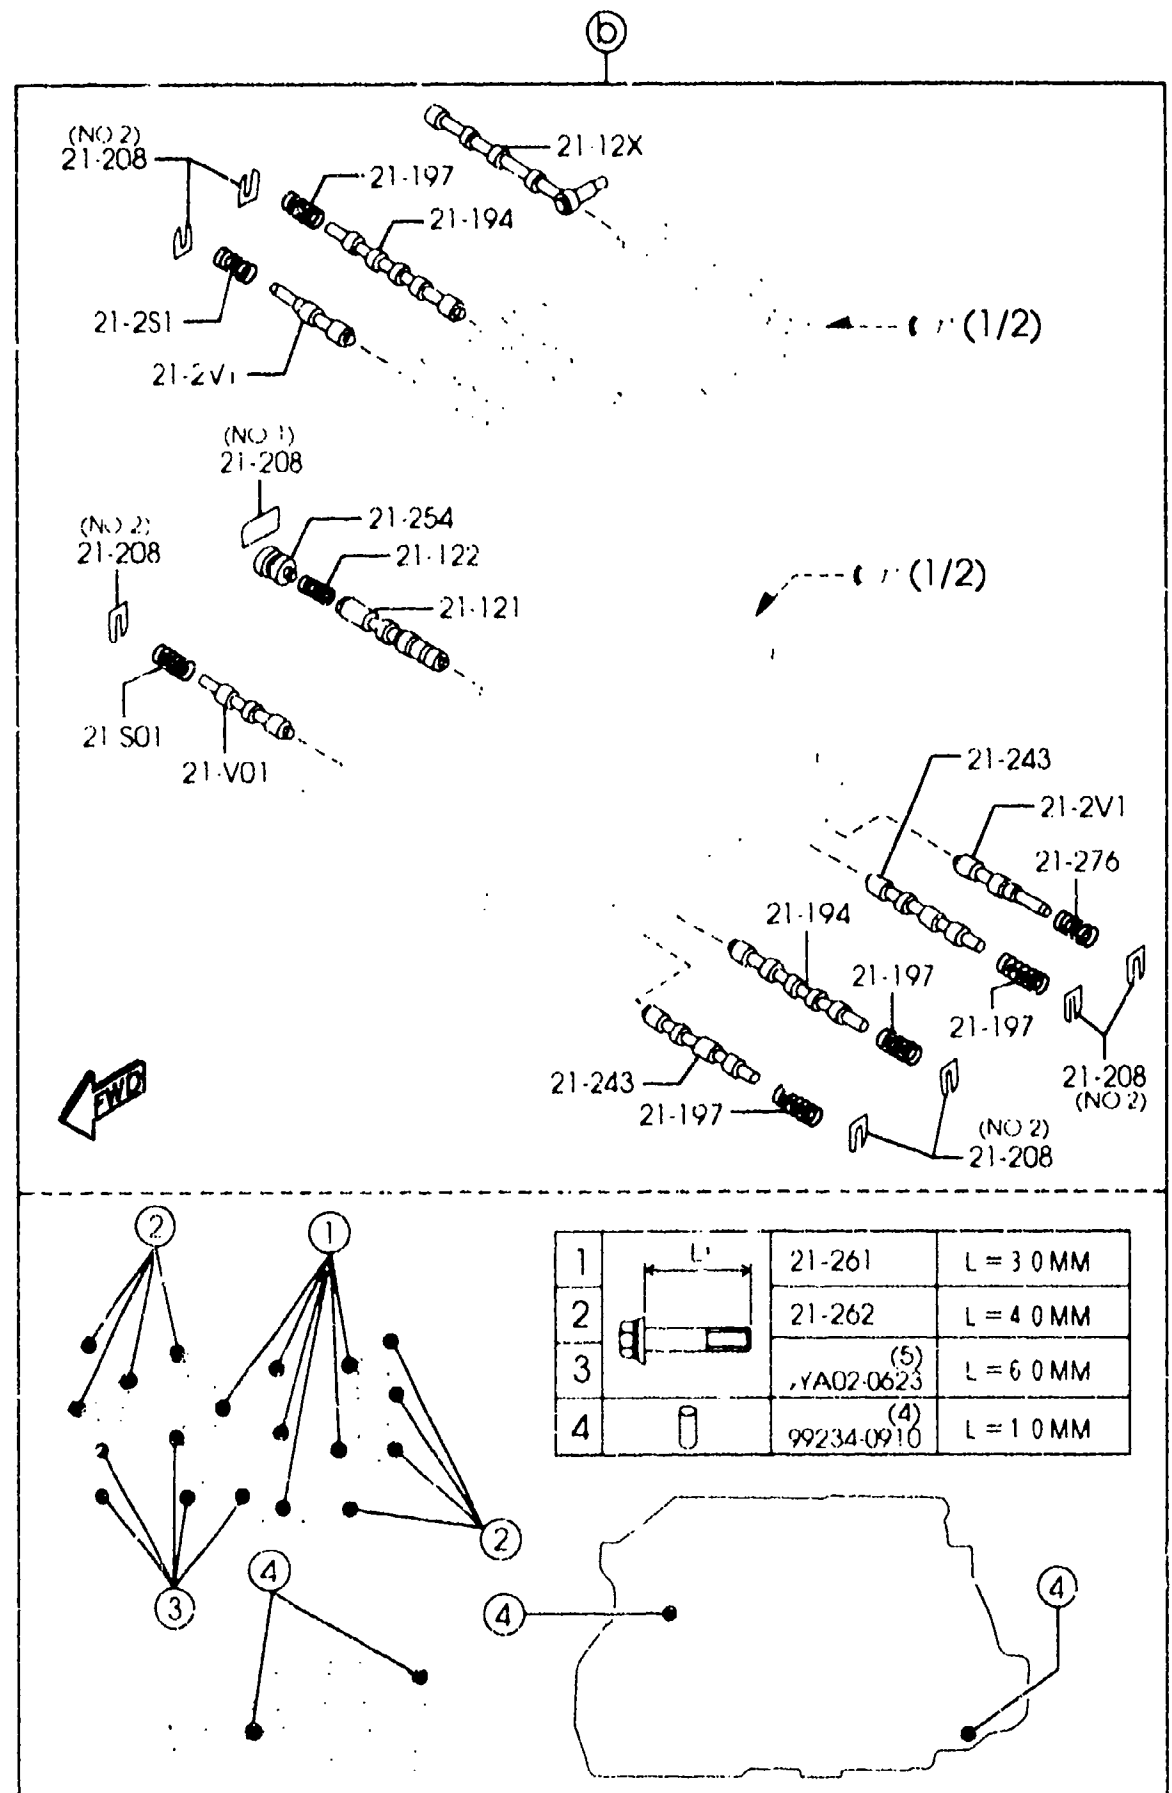 b
(NO 2)
21-208
21-12X
21-197
21-194
21-2S1
21-2V1
(1/2)
(NO 1)
21-208
21-254
(NO 2)
21-208
21-122
21-121
(1/2)
21 S01
21-V01
21-243
21-2V1
21-276
21-194
21-197
21-197
21-243
21-197
21-208
(NO 2)
(NO 2)
21-208
FWD
2
1
1
L
21-261
L = 3 0 MM
2
21-262
L = 4 0 MM
3
(5)
YA02-0623
L = 6 0 MM
4
(4)
99234-0910
L = 1 0 MM
2
3
4
4
4